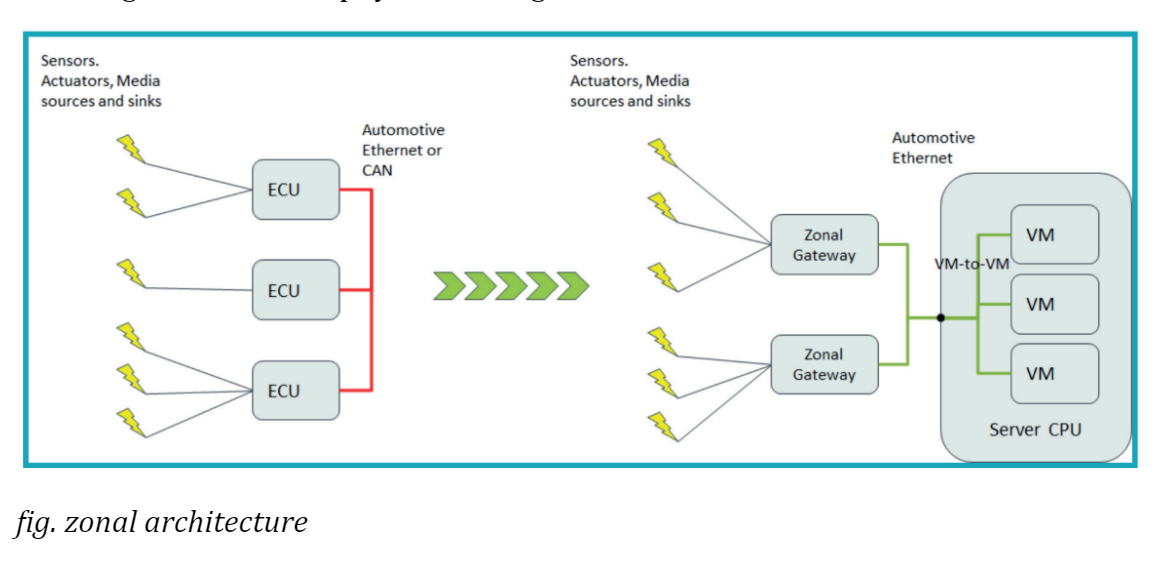 Sensors.
Actuators, Media
sources and sinks
Automotive
Ethernet or
CAN
ECU
ECU
ECU
Sensors.
Actuators, Media
sources and sinks
Automotive
Ethernet
Zonal
Gateway
Zonal
Gateway
VM-to-VM
VM
VM
VM
Server CPU
fig. zonal architecture